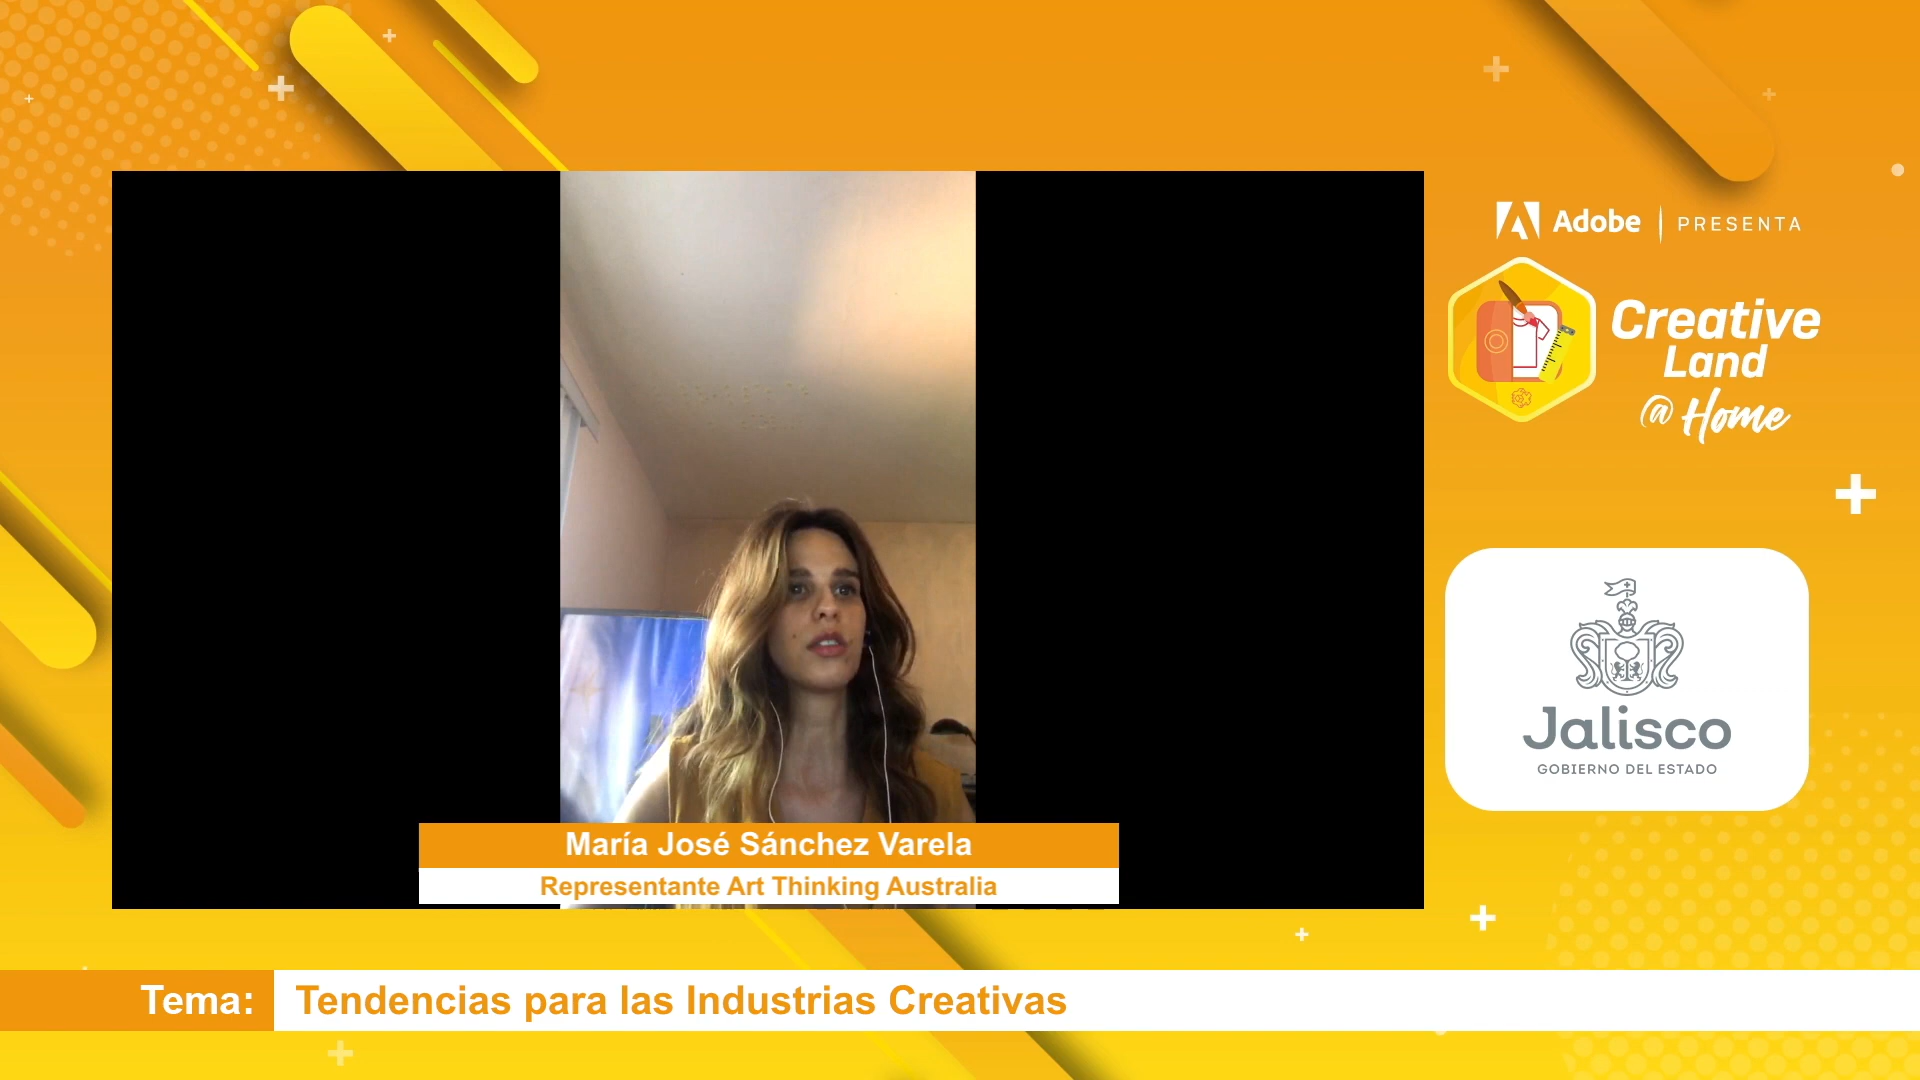 Adobe | PRESENTA
Creative
Land
@ Home
Jalisco
GOBIERNO DEL ESTADO
María José Sánchez Varela
Representante Art Thinking Australia
Tema: Tendencias para las Industrias Creativas